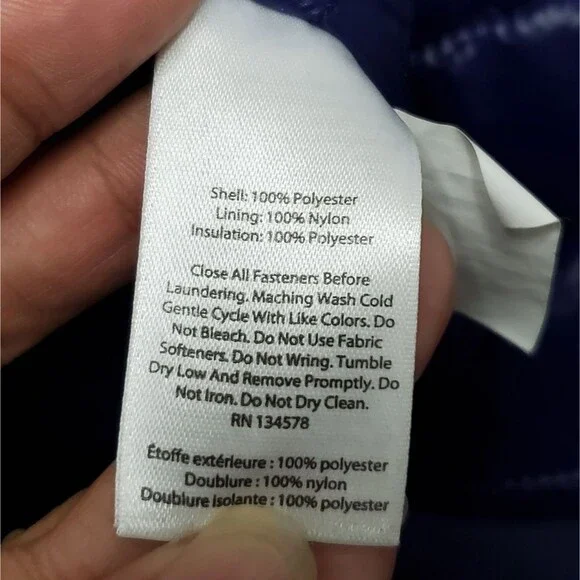 Shell: 100% Polyester
Lining: 100% Nylon
Insulation: 100% Polyester
Close All Fasteners Before
Laundering. Maching Wash Cold
Gentle Cycle With Like Colors. Do
Not Bleach. Do Not Use Fabric
Softeners. Do Not Wring. Tumble
Dry Low And Remove Promptly. Do
Not Iron. Do Not Dry Clean.
RN 134578
Étoffe extérieure : 100% polyester
Doublure : 100% nylon
Doublure isolante : 100% polyester